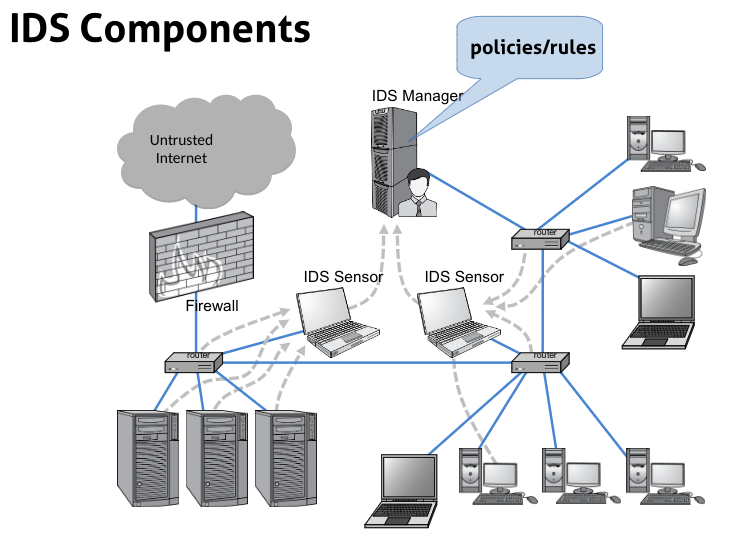 IDS Components
policies/rules
IDS Manager
Untrusted
Internet
router
IDS Sensor
IDS Sensor
Firewall
router
router